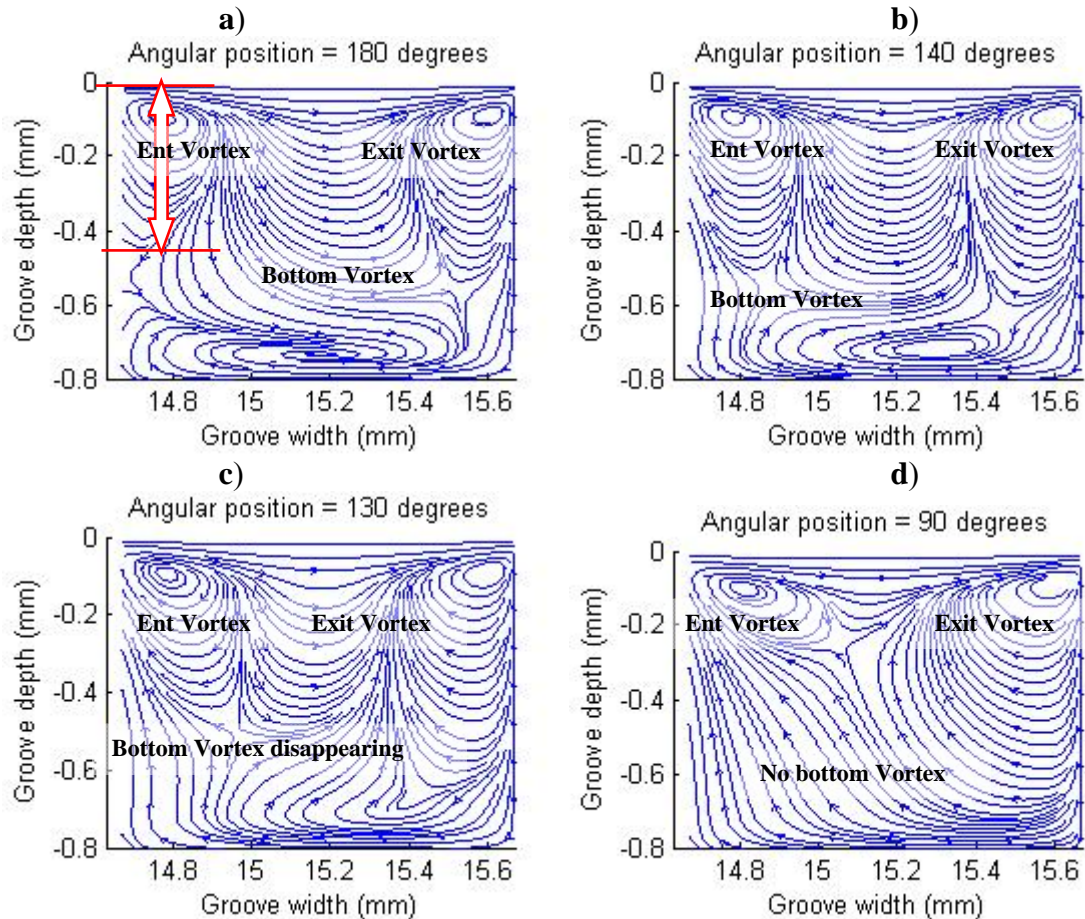 a)
Angular position = 180 degrees
0
-0.2
-0.4
-0.6
-0.8
Groove depth (mm)
Ent Vortex
Exit Vortex
Bottom Vortex
14.8 15 15.2 15.4 15.6
Groove width (mm)
b)
Angular position = 140 degrees
0
-0.2
-0.4
-0.6
-0.8
Groove depth (mm)
Ent Vortex
Exit Vortex
Bottom Vortex
14.8 15 15.2 15.4 15.6
Groove width (mm)
c)
Angular position = 130 degrees
0
-0.2
-0.4
-0.6
-0.8
Groove depth (mm)
Ent Vortex
Exit Vortex
Bottom Vortex disappearing
14.8 15 15.2 15.4 15.6
Groove width (mm)
d)
Angular position = 90 degrees
0
-0.2
-0.4
-0.6
-0.8
Groove depth (mm)
Ent Vortex
Exit Vortex
No bottom Vortex
14.8 15 15.2 15.4 15.6
Groove width (mm)